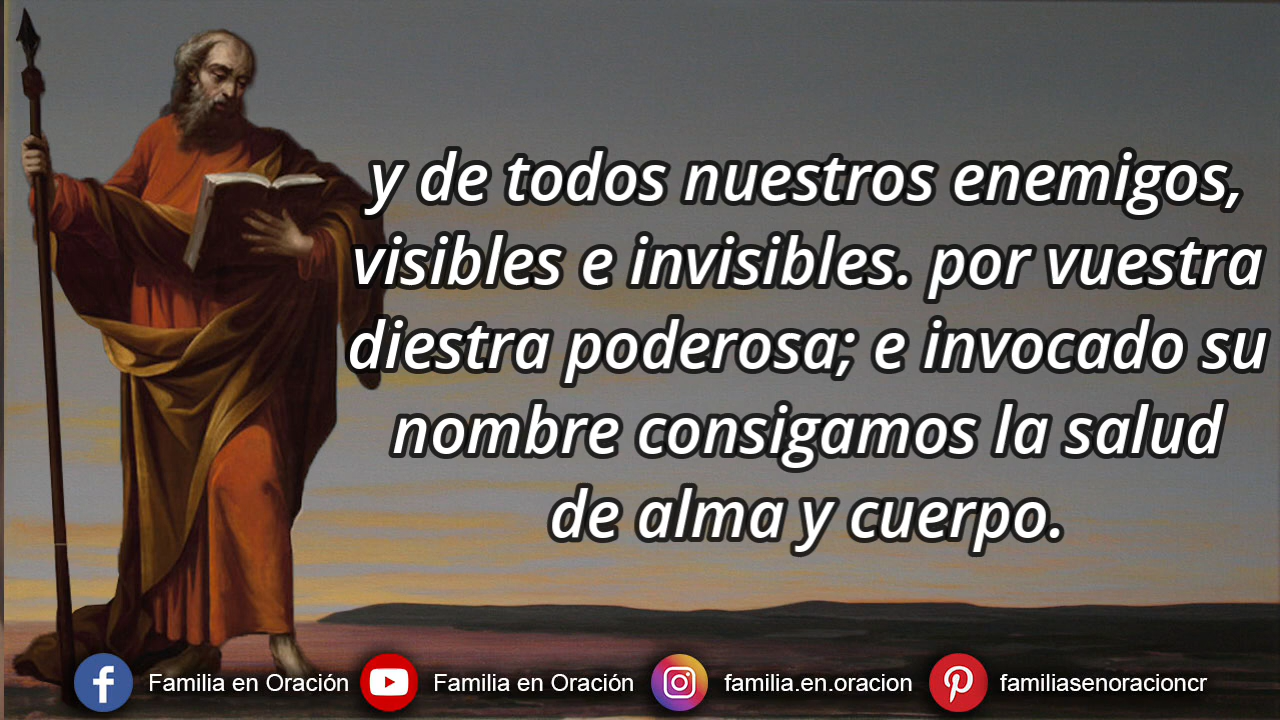 y de todos nuestros enemigos,
visibles e invisibles. por vuestra
diestra poderosa; e invocado su
nombre consigamos la salud
de alma y cuerpo.
Familia en Oración
Familia en Oración
familia.en.oracion
familiasenoracioncr